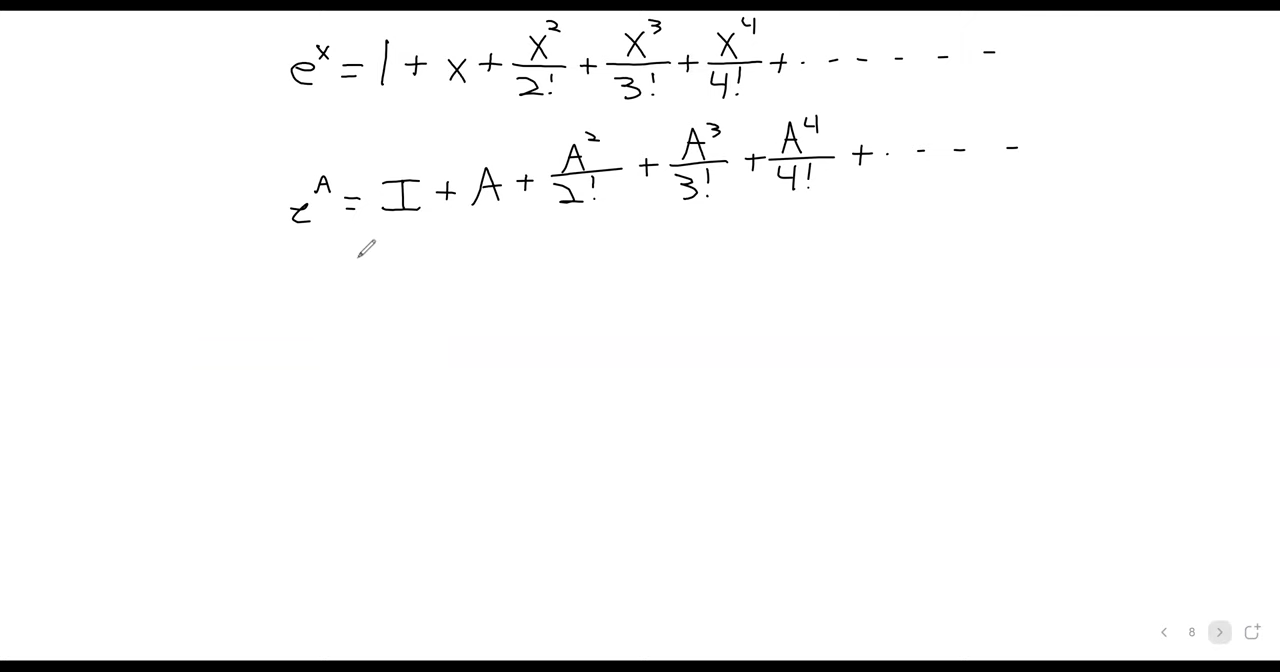 e^x = 1 + x + x^2/2! + x^3/3! + x^4/4! + · - - - - -
e^A = I + A + A^2/2! + A^3/3! + A^4/4! + · - - -
8